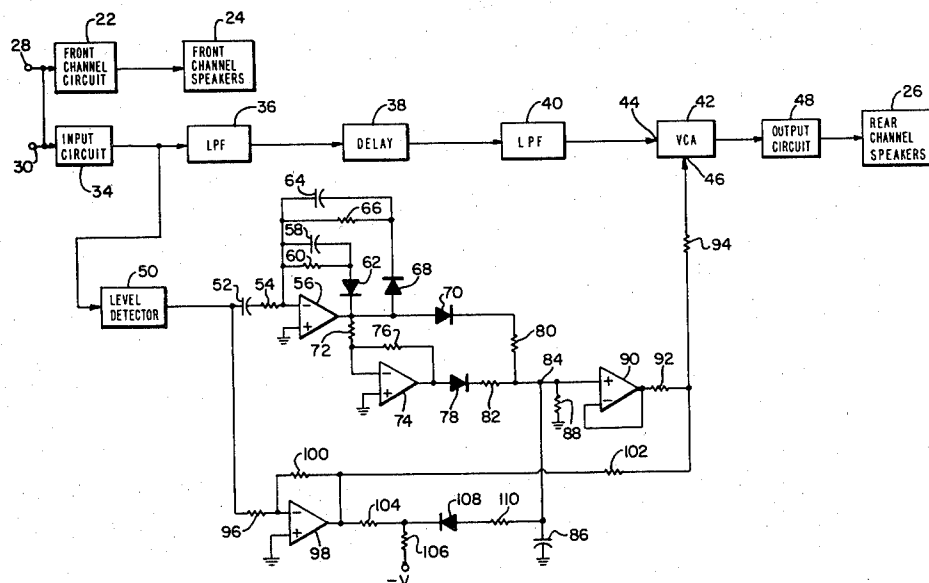 22
FRONT
CHANNEL
CIRCUIT
24
FRONT
CHANNEL
SPEAKERS
28
30
INPUT
CIRCUIT
34
36
LPF
38
DELAY
40
LPF
44
42
VCA
46
48
OUTPUT
CIRCUIT
26
REAR
CHANNEL
SPEAKERS
64
66
58
60
62
68
94
50
LEVEL
DETECTOR
52
54
56
-
+
70
72
76
80
84
90
92
-
+
74
78
82
88
+
-
100
102
96
-
+
98
104
108
110
106
86
-V